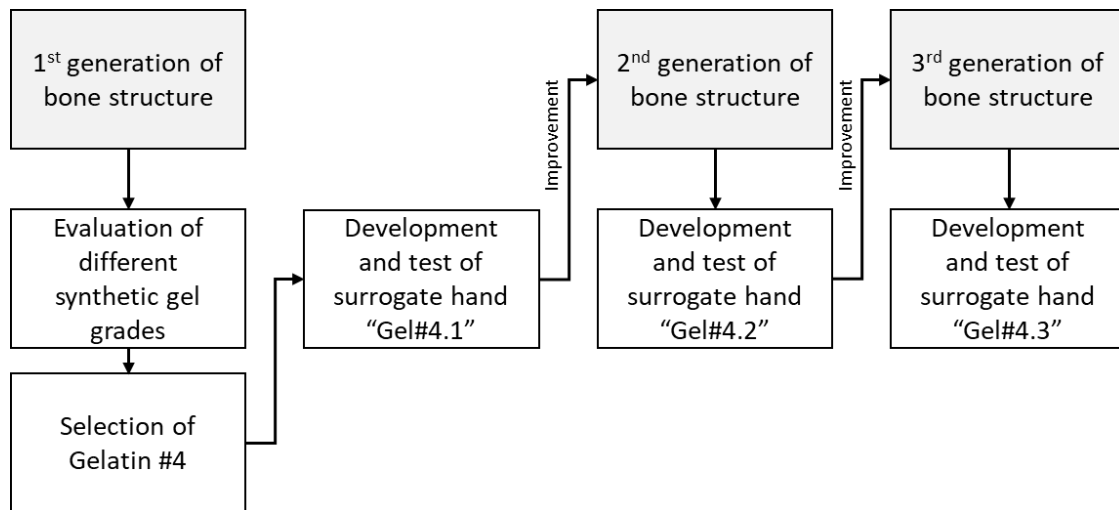 1st generation of
bone structure
Evaluation of
different
synthetic gel
grades
Selection of
Gelatin #4
Development
and test of
surrogate hand
“Gel#4.1”
Improvement
2nd generation of
bone structure
Development
and test of
surrogate hand
“Gel#4.2”
Improvement
3rd generation of
bone structure
Development
and test of
surrogate hand
“Gel#4.3”